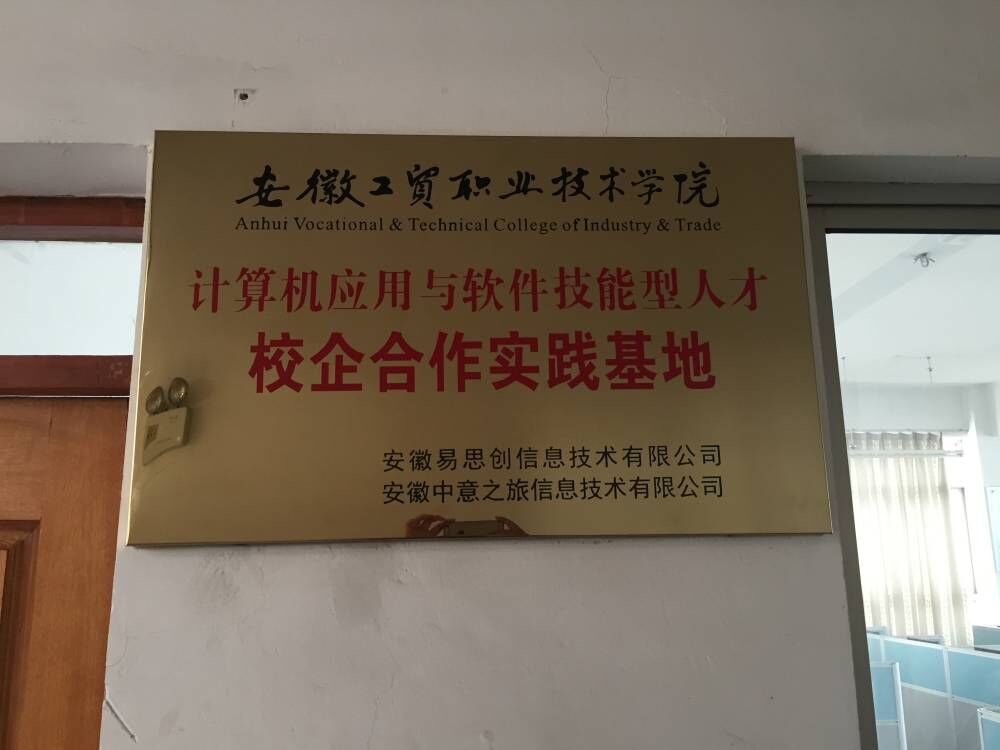 安徽工贸职业技术学院
Anhui Vocational & Technical College of Industry & Trade
计算机应用与软件技能型人才
校企合作实践基地
安徽易思创信息技术有限公司
安徽中意之旅信息技术有限公司